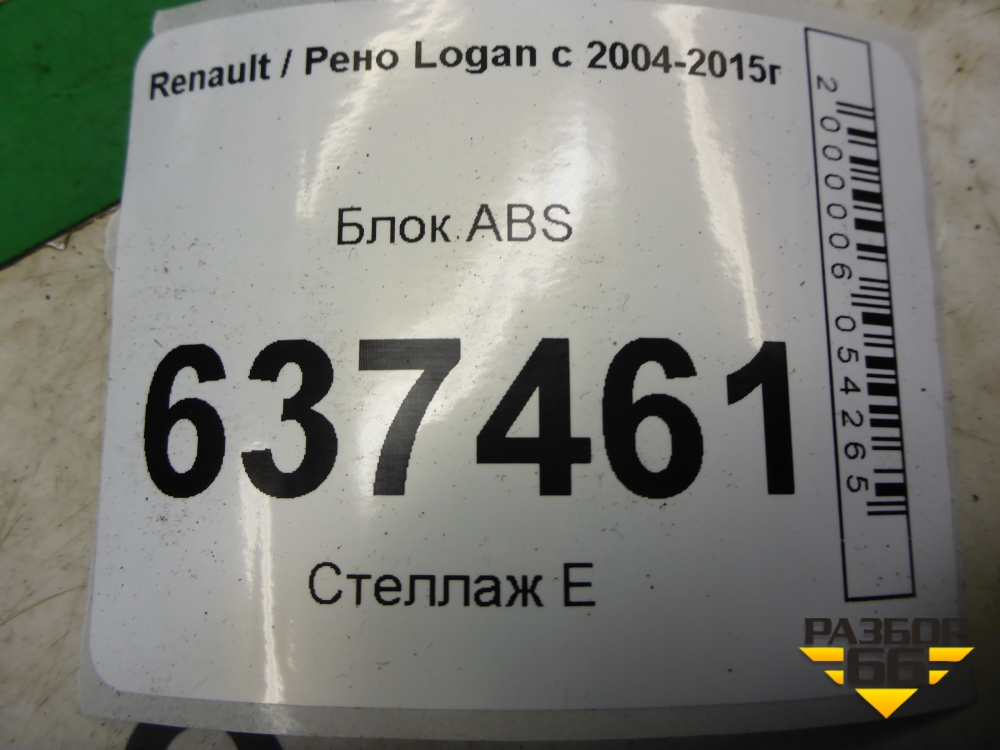 Renault / Рено Logan с 2004-2015г
Блок ABS
637461
Стеллаж Е
2000006054265
РАЗБОР
66